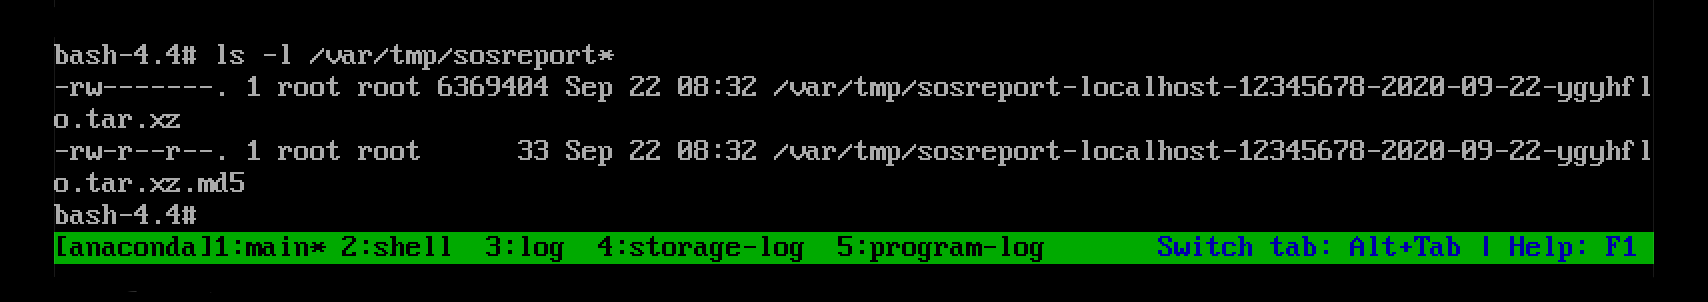 bash-4.4# ls -l /var/tmp/sosreport*
-rw-------. 1 root root 6369404 Sep 22 08:32 /var/tmp/sosreport-localhost-12345678-2020-09-22-ygyhfl
o.tar.xz
-rw-r--r--. 1 root root      33 Sep 22 08:32 /var/tmp/sosreport-localhost-12345678-2020-09-22-ygyhfl
o.tar.xz.md5
bash-4.4#
[anaconda]1:main* 2:shell  3:log  4:storage-log  5:program-log       Switch tab: Alt+Tab | Help: F1